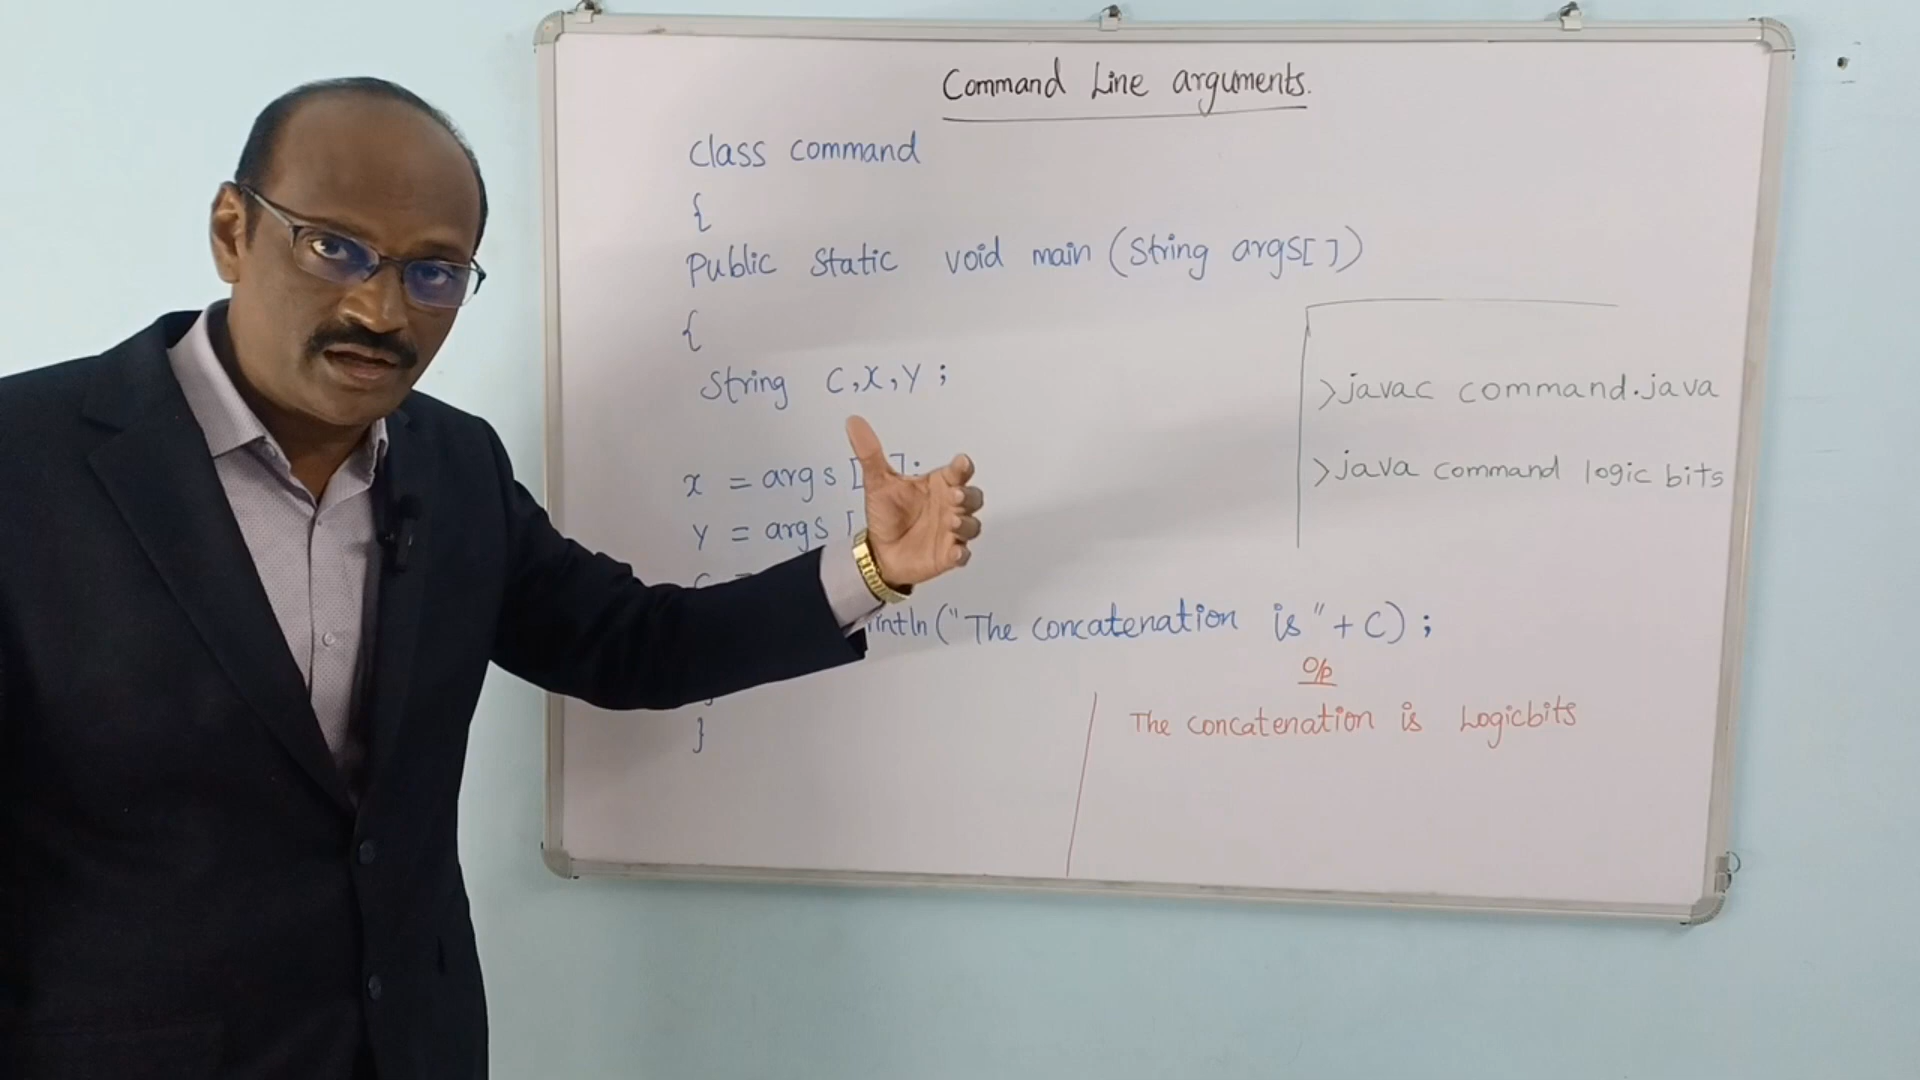 Command Line arguments.
class command
{
Public static void main (String args[ ])
{
String C,X,Y ;
x = args [ ];
Y = args [
>javac command.java
>java command logic bits
("The concatenation is" + C) ;
O/p
The concatenation is Logicbits
}